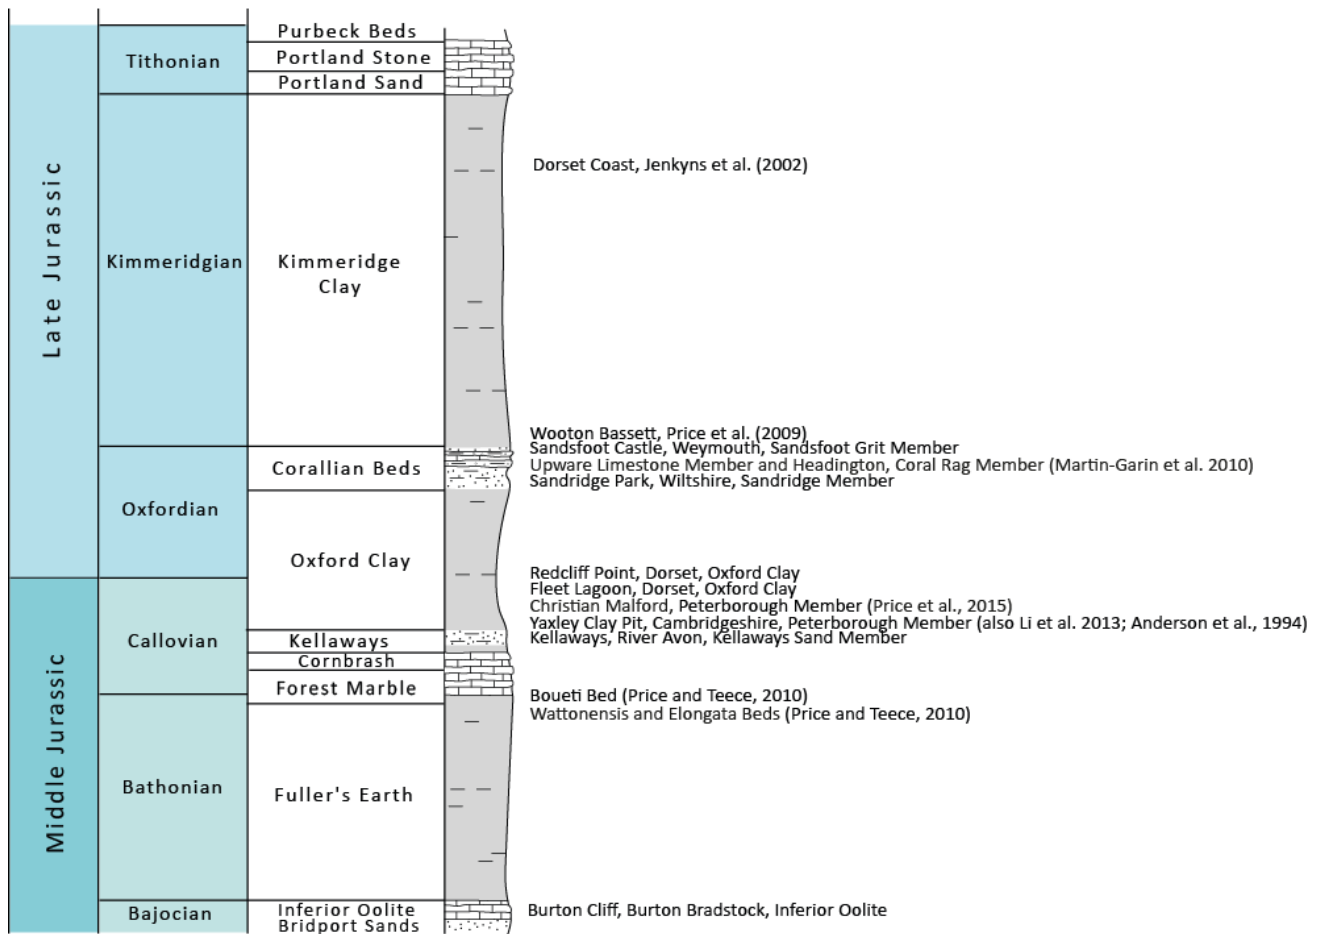 Late Jurassic
Middle Jurassic
Tithonian
Kimmeridgian
Oxfordian
Callovian
Bathonian
Bajocian
Purbeck Beds
Portland Stone
Portland Sand
Kimmeridge
Clay
Corallian Beds
Oxford Clay
Kellaways
Cornbrash
Forest Marble
Fuller's Earth
Inferior Oolite
Bridport Sands
Dorset Coast, Jenkyns et al. (2002)
Wooton Bassett, Price et al. (2009)
Sandsfoot Castle, Weymouth, Sandsfoot Grit Member
Upware Limestone Member and Headington, Coral Rag Member (Martin-Garin et al. 2010)
Sandridge Park, Wiltshire, Sandridge Member
Redcliff Point, Dorset, Oxford Clay
Fleet Lagoon, Dorset, Oxford Clay
Christian Malford, Peterborough Member (Price et al., 2015)
Yaxley Clay Pit, Cambridgeshire, Peterborough Member (also Li et al. 2013; Anderson et al., 1994)
Kellaways, River Avon, Kellaways Sand Member
Boueti Bed (Price and Teece, 2010)
Wattonensis and Elongata Beds (Price and Teece, 2010)
Burton Cliff, Burton Bradstock, Inferior Oolite